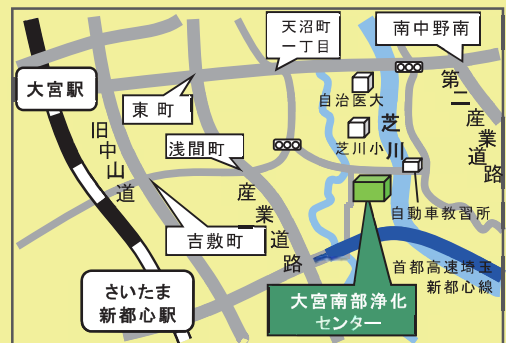 天沼町
一丁目
南中野南
大宮駅
東町
自治医大
第二産業道路
旧中山道
浅間町
芝川小
芝川
産業道路
自動車教習所
吉敷町
首都高速埼玉
新都心線
さいたま
新都心駅
大宮南部浄化
センター